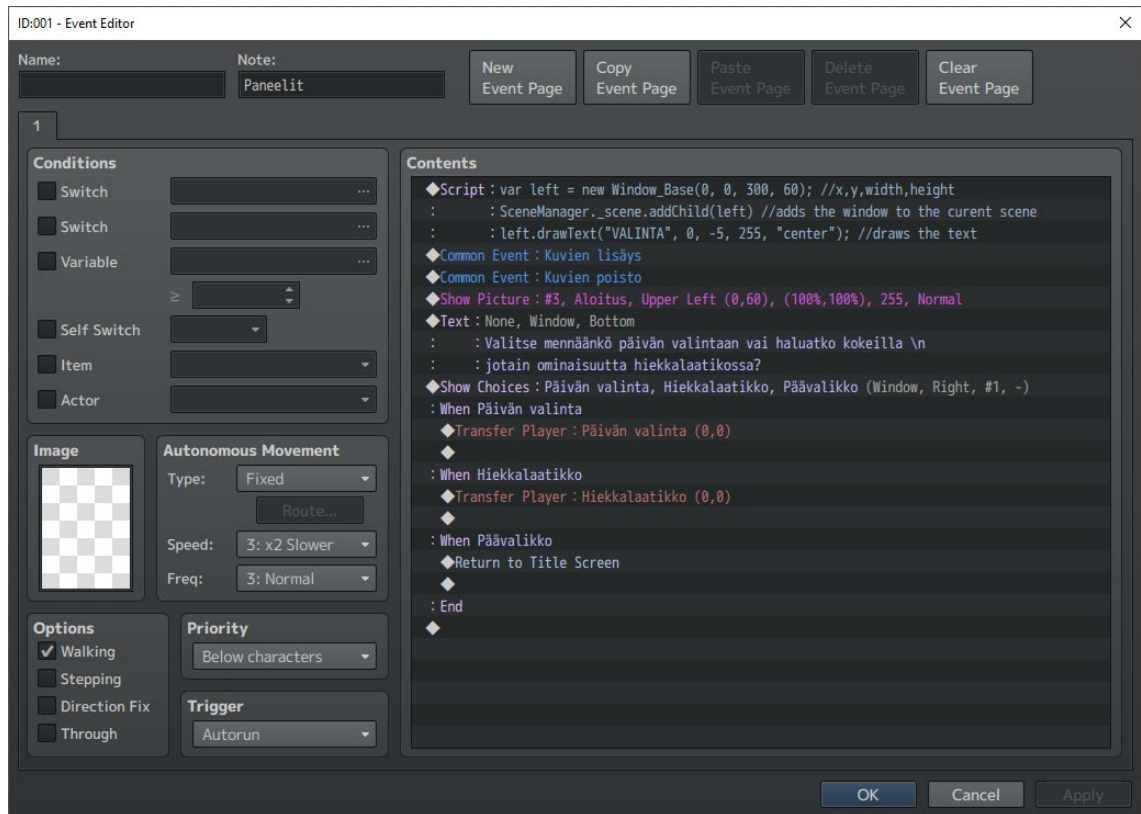 ID:001 - Event Editor
Name:
Note:
Paneelit
New
Event Page
Copy
Event Page
Paste
Event Page
Delete
Event Page
Clear
Event Page
1
Conditions
Switch
...
Switch
...
Variable
...
≥
Self Switch
Item
Actor
Image
Autonomous Movement
Type: Fixed
Route...
Speed: 3: x2 Slower
Freq: 3: Normal
Options
Walking
Stepping
Direction Fix
Through
Priority
Below characters
Trigger
Autorun
Contents
◆Script : var left = new Window_Base(0, 0, 300, 60); //x,y,width,height
: : SceneManager._scene.addChild(left) //adds the window to the curent scene
: : left.drawText("VALINTA", 0, -5, 255, "center"); //draws the text
◆Common Event : Kuvien lisäys
◆Common Event : Kuvien poisto
◆Show Picture : #3, Aloitus, Upper Left (0,60), (100%,100%), 255, Normal
◆Text : None, Window, Bottom
: : Valitse mennäänkö päivän valintaan vai haluatko kokeilla \n
: : jotain ominaisuutta hiekkalaatikossa?
◆Show Choices : Päivän valinta, Hiekkalaatikko, Päävalikko (Window, Right, #1, -)
: When Päivän valinta
◆Transfer Player : Päivän valinta (0,0)
◆
: When Hiekkalaatikko
◆Transfer Player : Hiekkalaatikko (0,0)
◆
: When Päävalikko
◆Return to Title Screen
◆
: End
◆
OK
Cancel
Apply